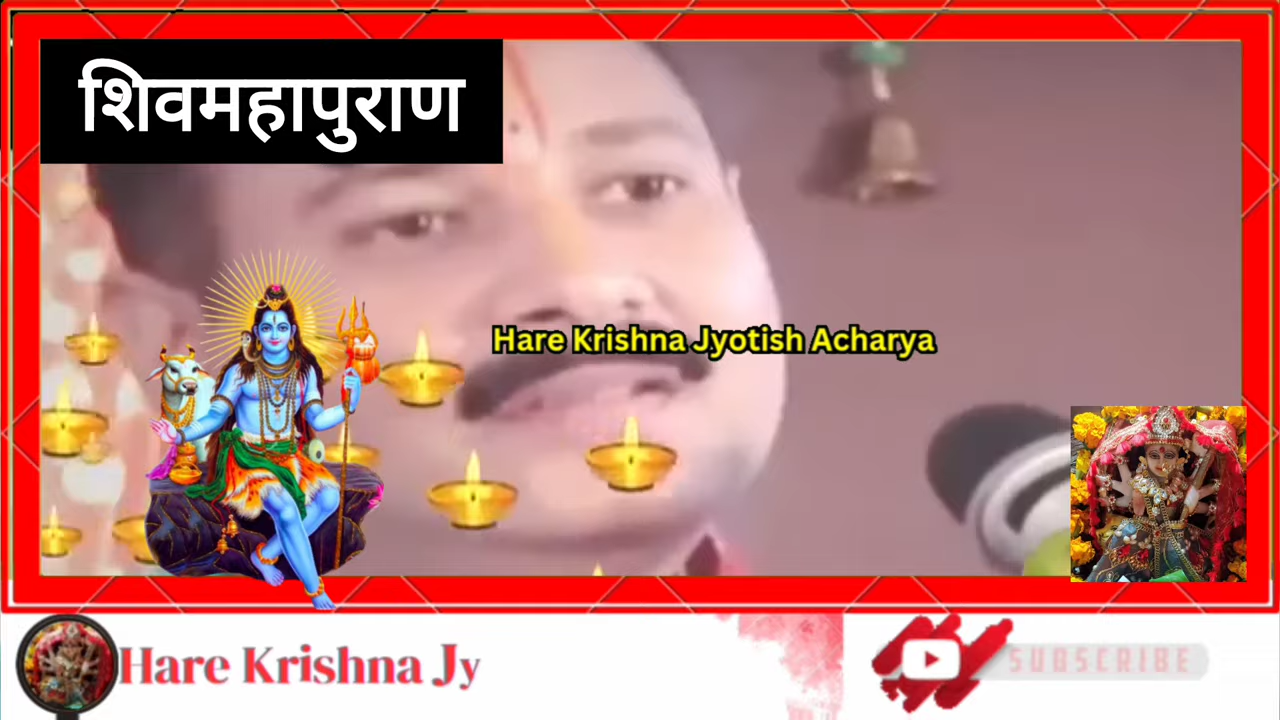 शिवमहापुराण
Hare Krishna Jyotish Acharya
Hare Krishna Jy
SUBSCRIBE